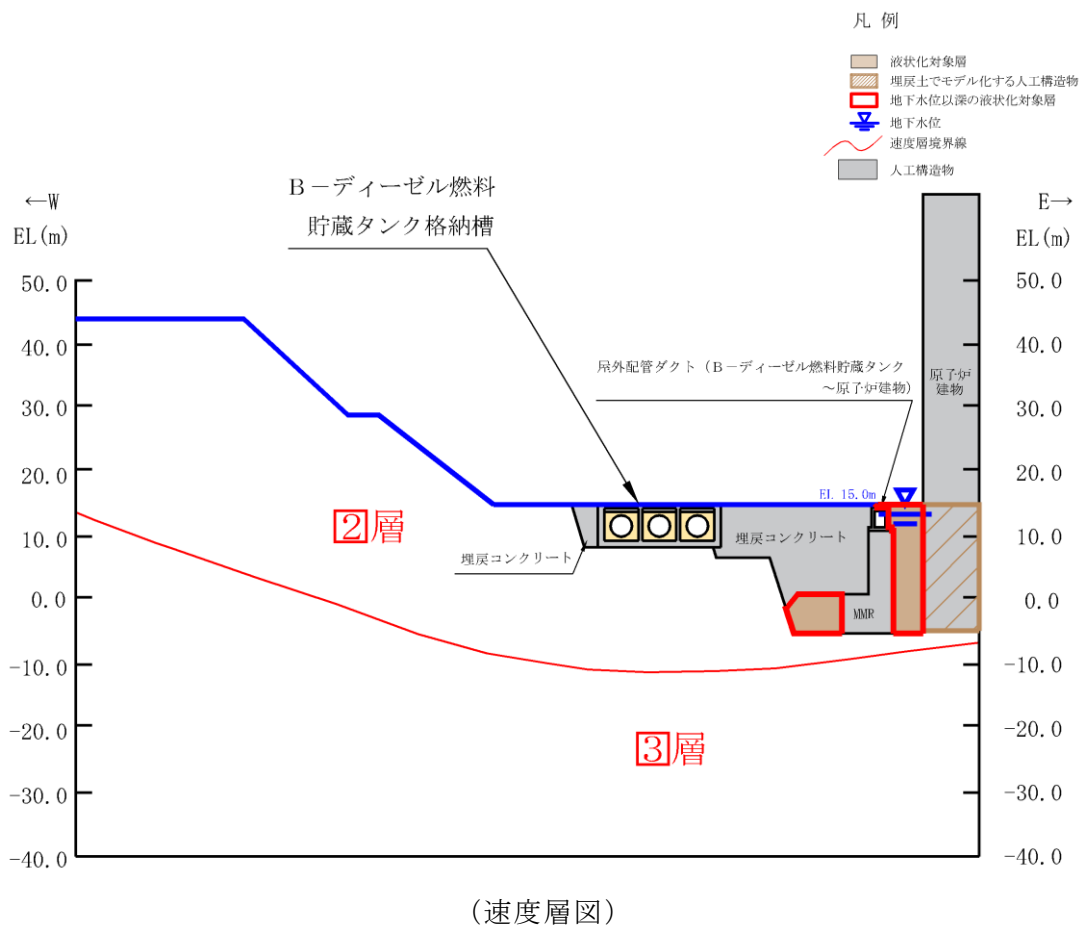 凡 例
液状化対象層
埋戻土でモデル化する人工構造物
地下水位以深の液状化対象層
地下水位
速度層境界線
人工構造物
←W
EL(m)
E→
EL(m)
B-ディーゼル燃料
貯蔵タンク格納槽
50.0
40.0
30.0
20.0
10.0
0.0
-10.0
-20.0
-30.0
-40.0
屋外配管ダクト(B-ディーゼル燃料貯蔵タンク
~原子炉建物)
原子炉
建物
EL 15.0m
2層
埋戻コンクリート
埋戻コンクリート
MMR
3層
50.0
40.0
30.0
20.0
10.0
0.0
-10.0
-20.0
-30.0
-40.0
(速度層図)